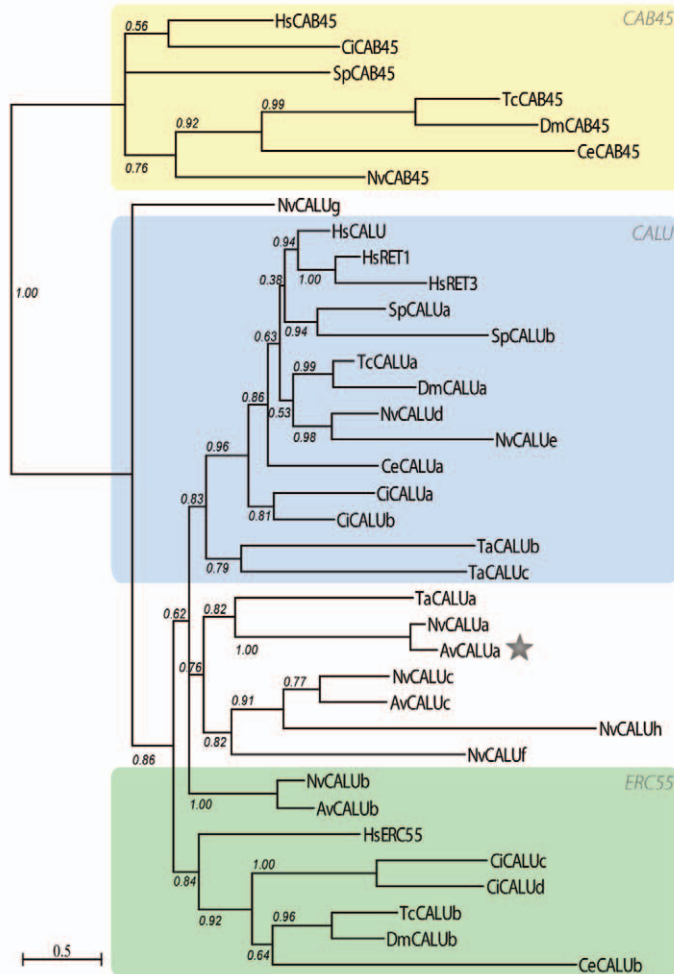 CAB45
0.56
HsCAB45
CiCAB45
SpCAB45
0.99
TcCAB45
0.92
DmCAB45
CeCAB45
0.76
NvCAB45
NvCALUg
CALU
HsCALU
0.94
HsRET1
1.00
0.38
HsRET3
1.00
SpCALUa
0.94
0.63
SpCALUb
0.99
TcCALUa
0.86
DmCALUa
0.53
NvCALUd
0.98
NvCALUe
0.96
CeCALUa
0.83
CiCALUa
0.81
CiCALUb
TaCALUb
0.79
TaCALUc
0.82
TaCALUa
0.62
NvCALUa
1.00
AvCALUa
0.76
0.77
NvCALUc
0.91
AvCALUc
0.82
NvCALUh
NvCALUf
0.86
ERC55
NvCALUb
1.00
AvCALUb
HsERC55
1.00
CiCALUc
0.84
CiCALUd
0.92
0.96
TcCALUb
DmCALUb
0.64
CeCALUb
0.5